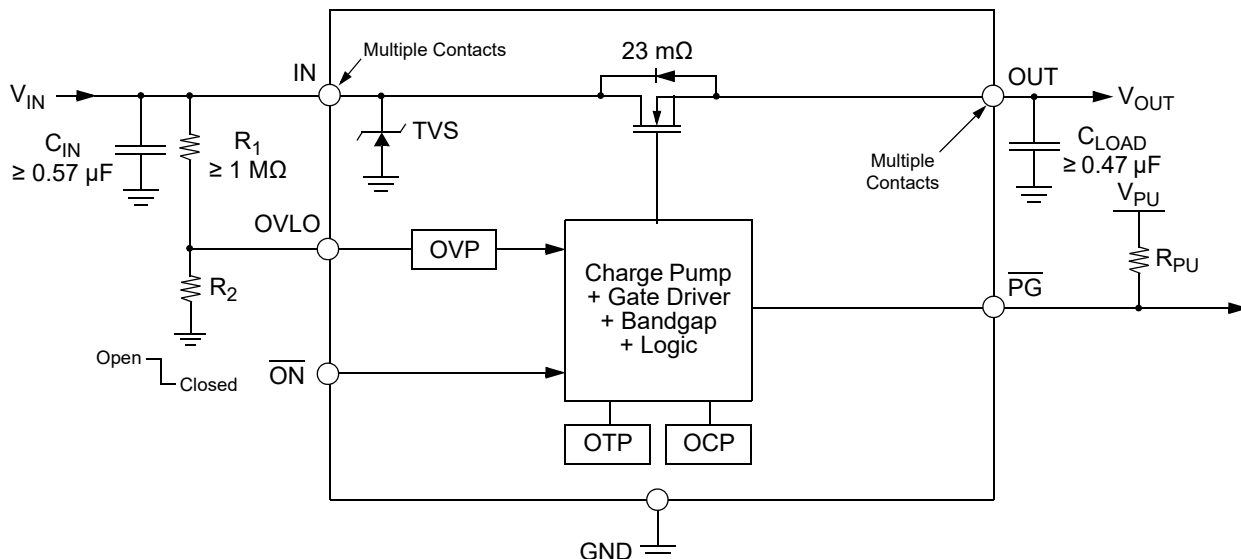 Multiple Contacts
23 mΩ
IN
OUT
V_IN
V_OUT
TVS
C_IN
≥ 0.57 µF
R_1
≥ 1 MΩ
Multiple
Contacts
C_LOAD
≥ 0.47 µF
V_PU
OVLO
OVP
R_PU
Charge Pump
+ Gate Driver
+ Bandgap
+ Logic
R_2
P̅G̅
Open
Closed
O̅N̅
OTP
OCP
GND